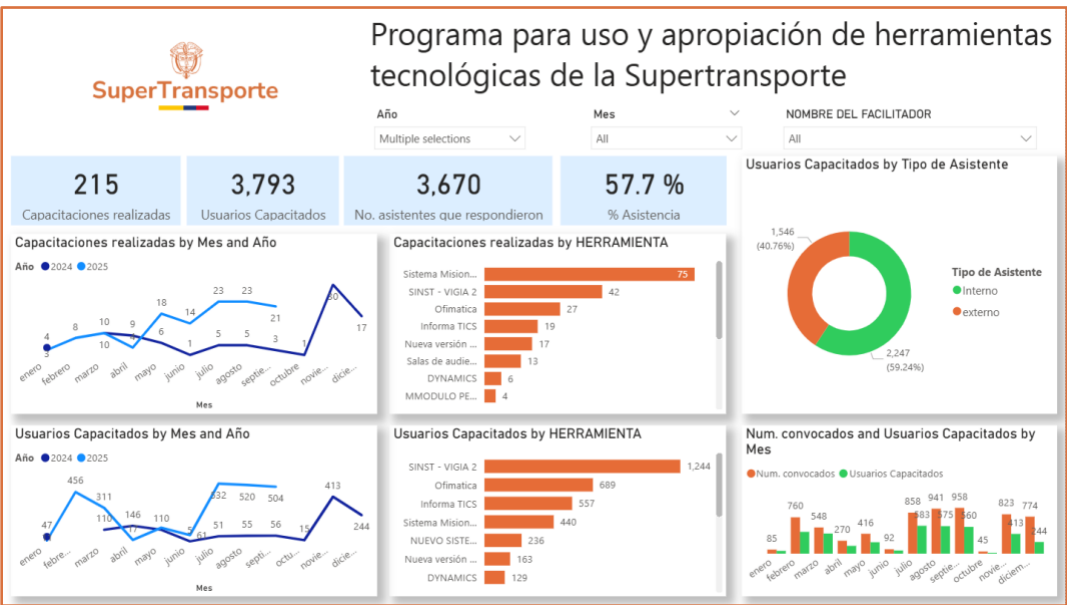 Programa para uso y apropiación de herramientas
tecnológicas de la Supertransporte
SuperTransporte
Año
Mes
NOMBRE DEL FACILITADOR
Multiple selections
All
All
215
Capacitaciones realizadas
3,793
Usuarios Capacitados
3,670
No. asistentes que respondieron
57.7 %
% Asistencia
Usuarios Capacitados by Tipo de Asistente
1,546
(40.76%)
2,247
(59.24%)
Tipo de Asistente
Interno
externo
Capacitaciones realizadas by Mes and Año
Año 2024 2025
4
3
8
10
10
9
4
18
6
14
1
23
5
23
5
21
3
1
30
17
enero
febrero
marzo
abril
mayo
junio
julio
agosto
septie...
octubre
novie...
dicie...
Mes
Capacitaciones realizadas by HERRAMIENTA
Sistema Mision... 75
SINST - VIGIA 2 42
Ofimatica 27
Informa TICS 19
Nueva versión ... 17
Salas de audie... 13
DYNAMICS 6
MMODULO PE... 4
Usuarios Capacitados by Mes and Año
Año 2024 2025
47
456
311
110
146
17
110
5
61
532
51
520
55
504
56
15
413
244
enero
febre...
marzo
abril
mayo
junio
julio
agosto
septi...
octu...
novie...
dicie...
Mes
Usuarios Capacitados by HERRAMIENTA
SINST - VIGIA 2 1,244
Ofimatica 689
Informa TICS 557
Sistema Mision... 440
NUEVO SISTE... 236
Nueva versión ... 163
DYNAMICS 129
Num. convocados and Usuarios Capacitados by
Mes
Num. convocados Usuarios Capacitados
85
760
548
270
416
92
858
583
941
575
958
560
45
823
413
774
244
enero
febrero
marzo
abril
mayo
junio
julio
agosto
septie...
octubre
novie...
diciem...